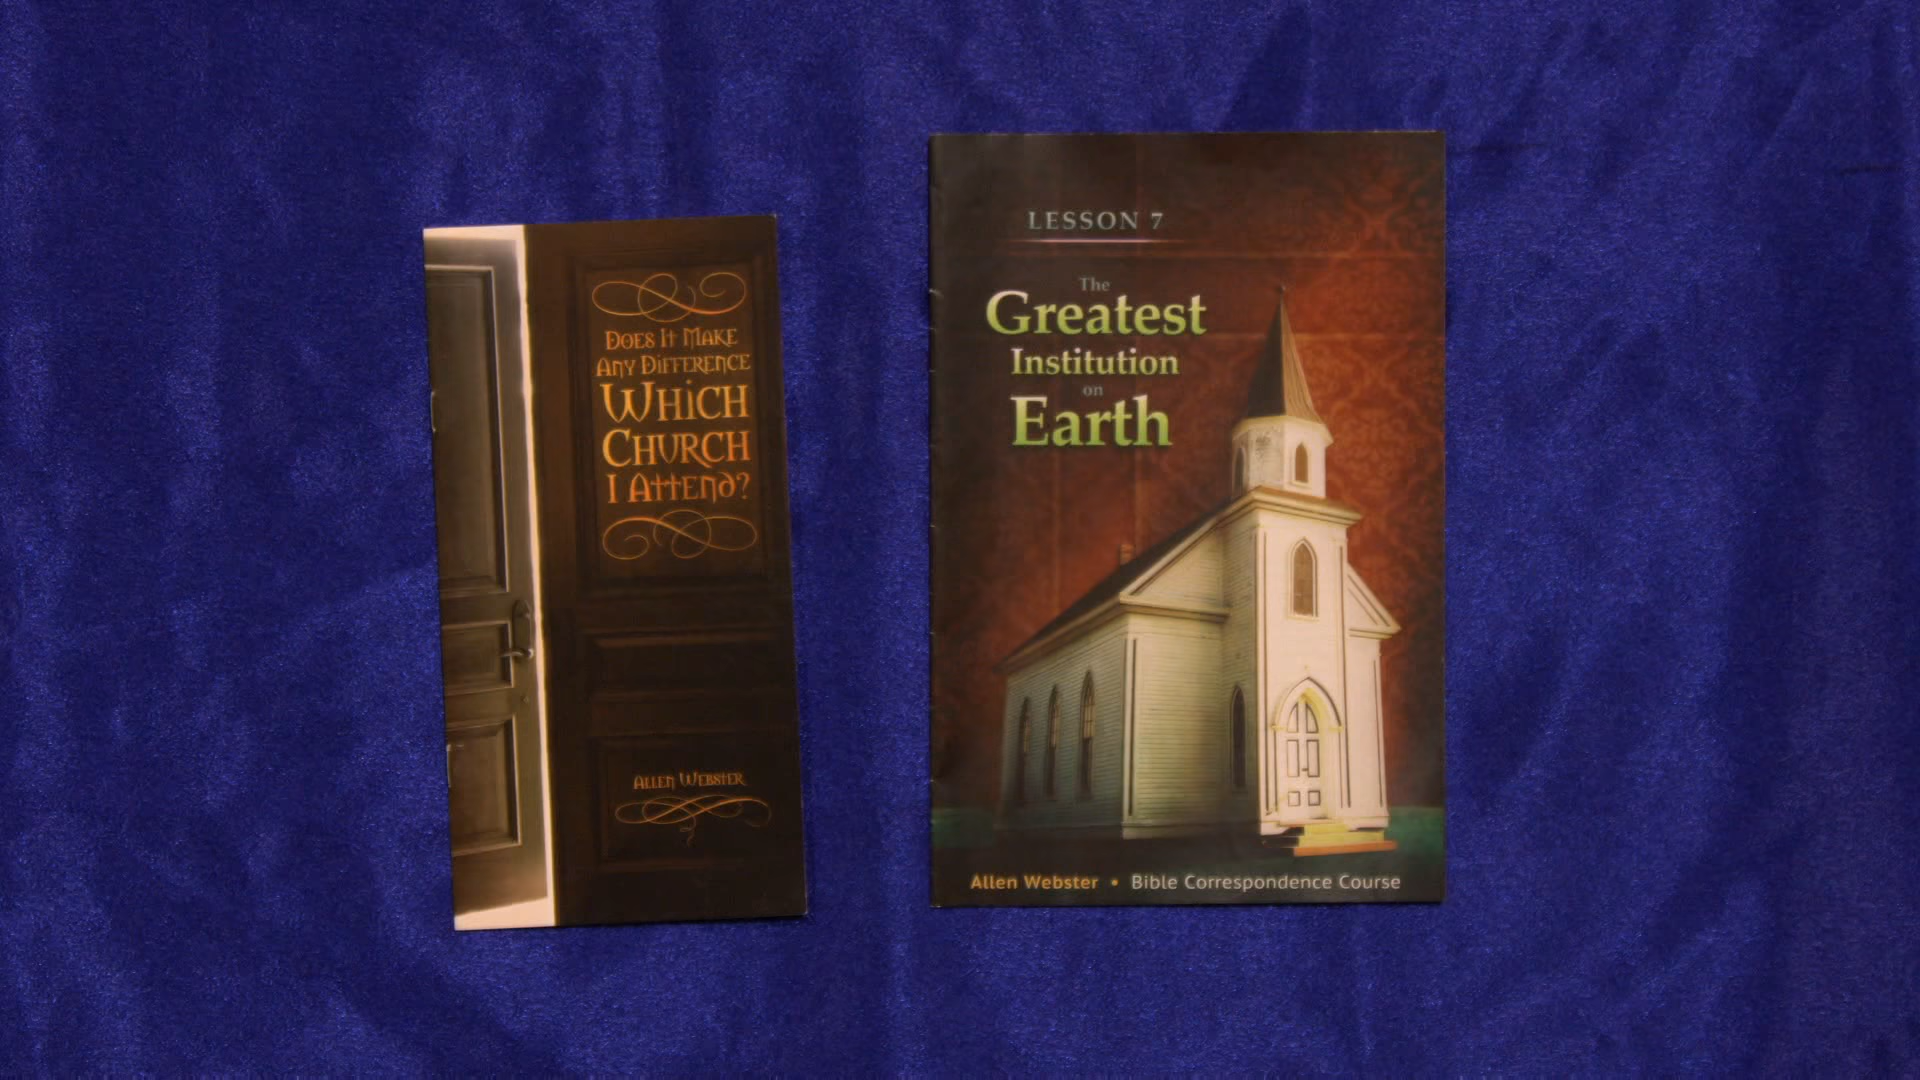 Does It Make
Any Difference
Which
Church
I Attend?
Allen Webster
LESSON 7
The
Greatest
Institution
on
Earth
Allen Webster • Bible Correspondence Course